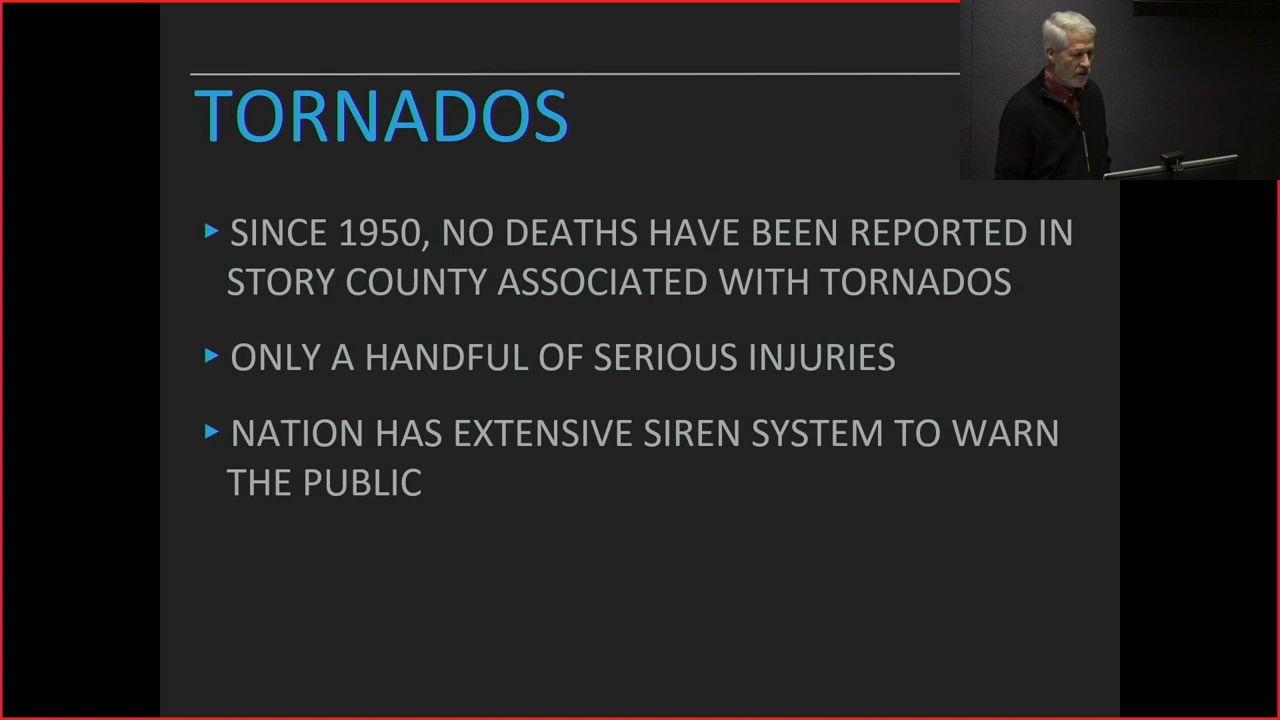 TORNADOS
SINCE 1950, NO DEATHS HAVE BEEN REPORTED IN
STORY COUNTY ASSOCIATED WITH TORNADOS
ONLY A HANDFUL OF SERIOUS INJURIES
NATION HAS EXTENSIVE SIREN SYSTEM TO WARN
THE PUBLIC